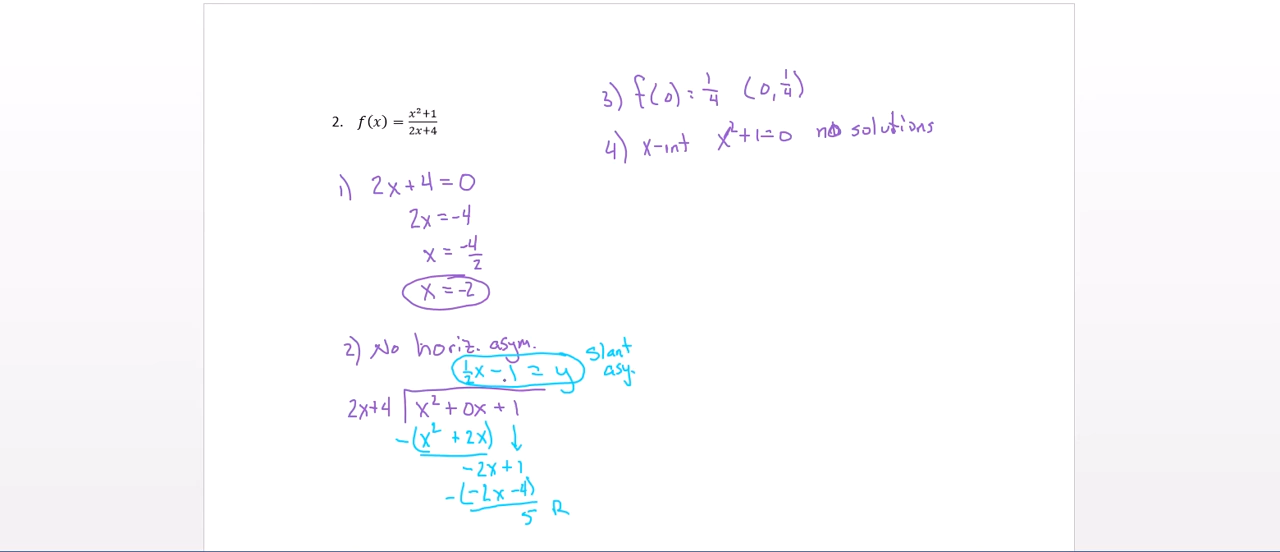 2. f(x) = x²+1 / 2x+4
1) 2x+4=0
2x=-4
x = -4/2
x = -2
2) No horiz. asym.
½x-1 = y slant asy.
2x+4 | x² + 0x + 1
-(x² + 2x) ↓
-2x+1
-(-2x-4)
5 R
3) f(0) = ¼ (0, ¼)
4) x-int x²+1=0 no solutions